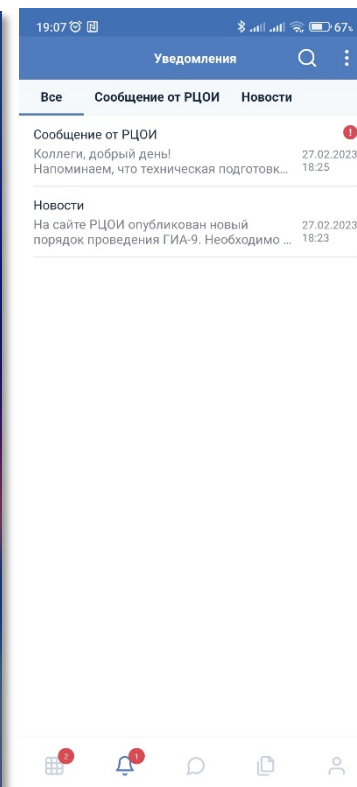 19:07 67%
Уведомления
Все Сообщение от РЦОИ Новости
Сообщение от РЦОИ
Коллеги, добрый день!
Напоминаем, что техническая подготовк...
27.02.2023
18:25
Новости
На сайте РЦОИ опубликован новый
порядок проведения ГИА-9. Необходимо ...
27.02.2023
18:23
2 1